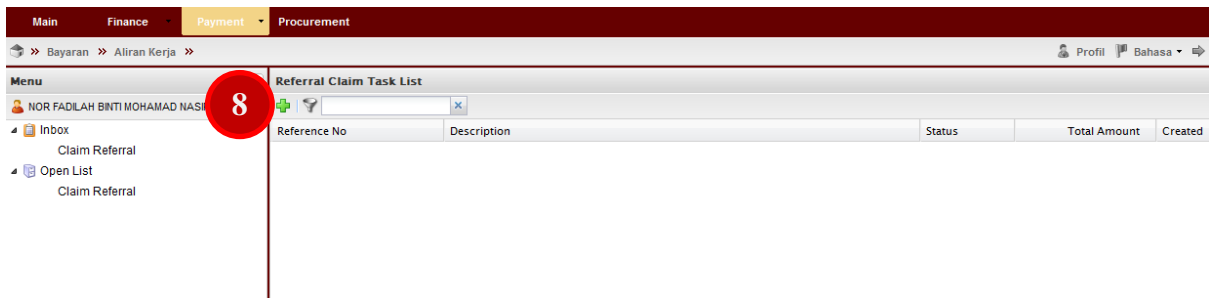 Main Finance Payment Procurement
» Bayaran » Aliran Kerja » Profil Bahasa
Menu Referral Claim Task List
NOR FADILAH BINTI MOHAMAD NASI 8
Inbox Reference No Description Status Total Amount Created
Claim Referral
Open List
Claim Referral